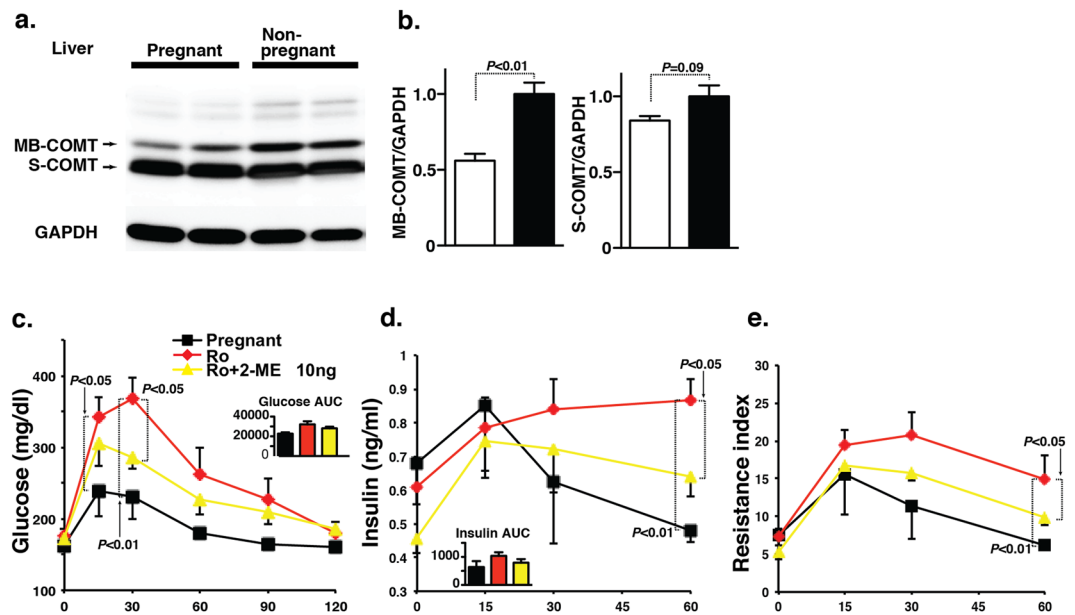 a.
Liver
Pregnant
Non-
pregnant
MB-COMT
S-COMT
GAPDH
b.
MB-COMT/GAPDH
1.0
0.5
0
P<0.01
S-COMT/GAPDH
1.0
0.5
0
P=0.09
c.
Pregnant
Ro
Ro+2-ME 10ng
Glucose (mg/dl)
400
300
200
100
P<0.05
P<0.05
P<0.01
Glucose AUC
40000
20000
0
0 30 60 90 120
d.
Insulin (ng/ml)
1
0.9
0.8
0.7
0.6
0.5
0.4
0.3
P<0.05
P<0.01
Insulin AUC
1000
0
0 15 30 45 60
e.
Resistance index
30
25
20
15
10
5
0
P<0.05
P<0.01
0 15 30 45 60